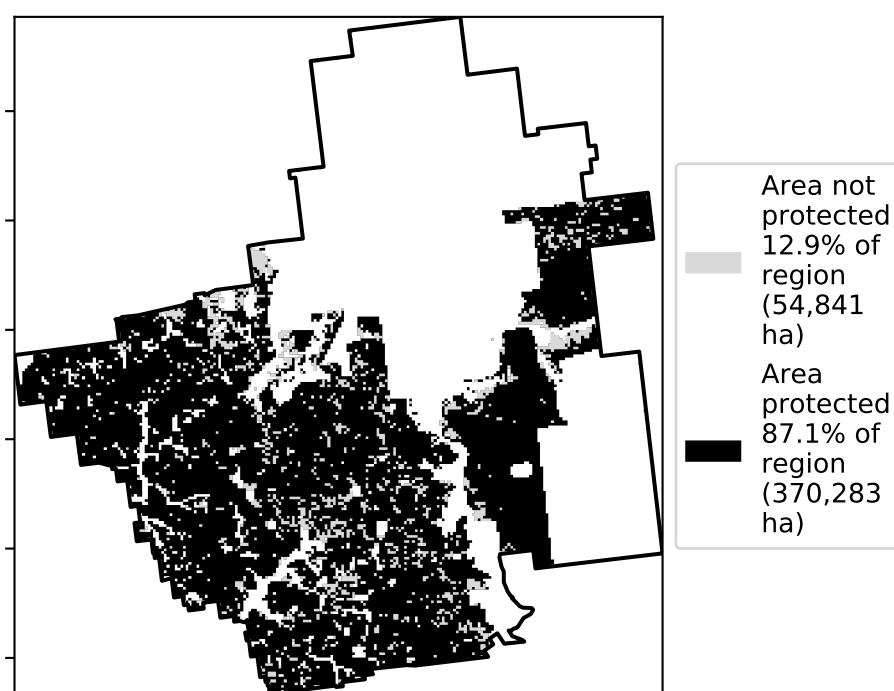 Area not
protected
12.9% of
region
(54,841
ha)
Area
protected
87.1% of
region
(370,283
ha)